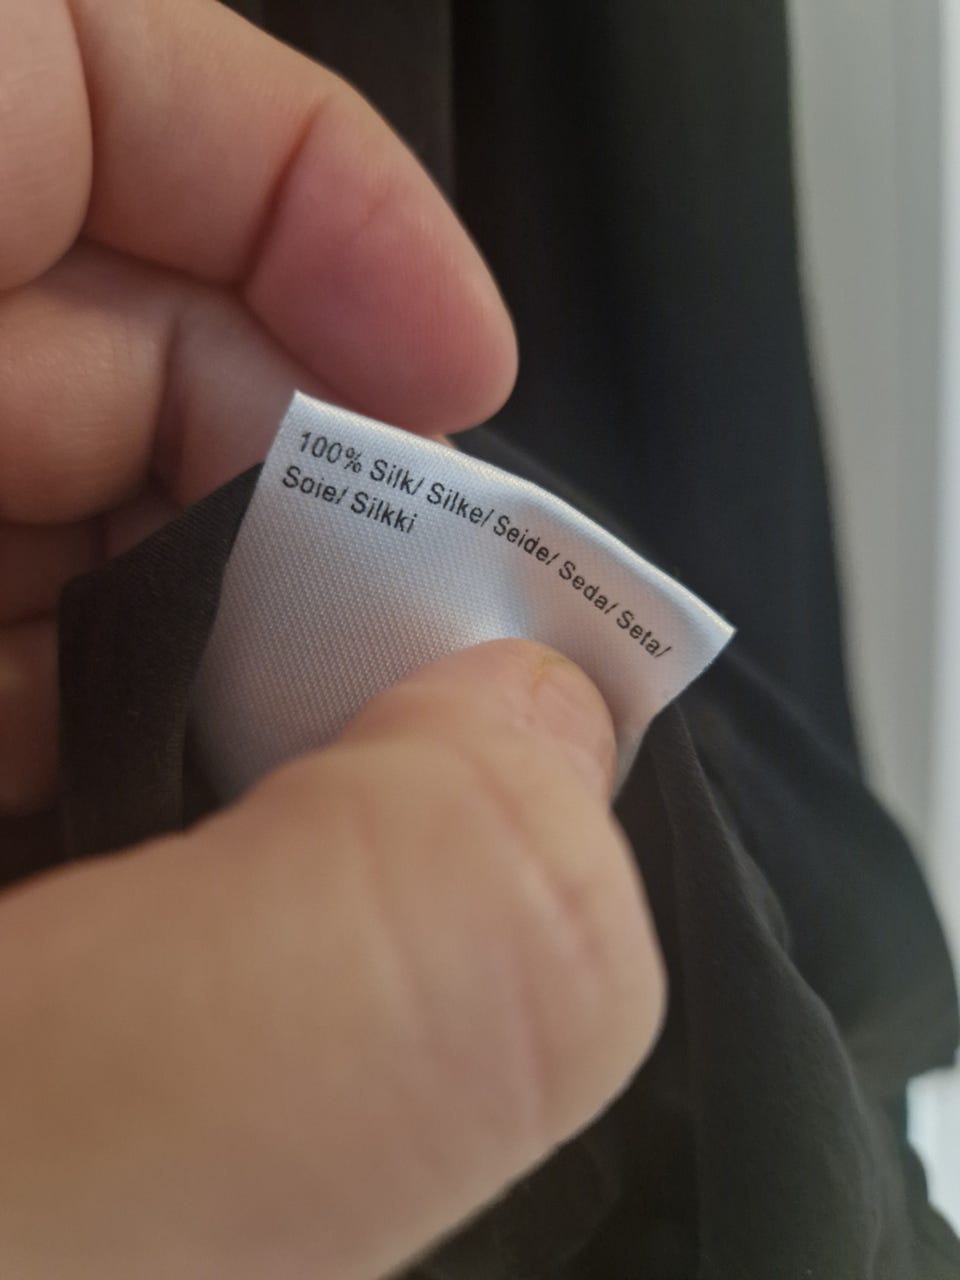 100% Silk/ Silke/ Seide/ Seda/ Seta/
Soie/ Silkki